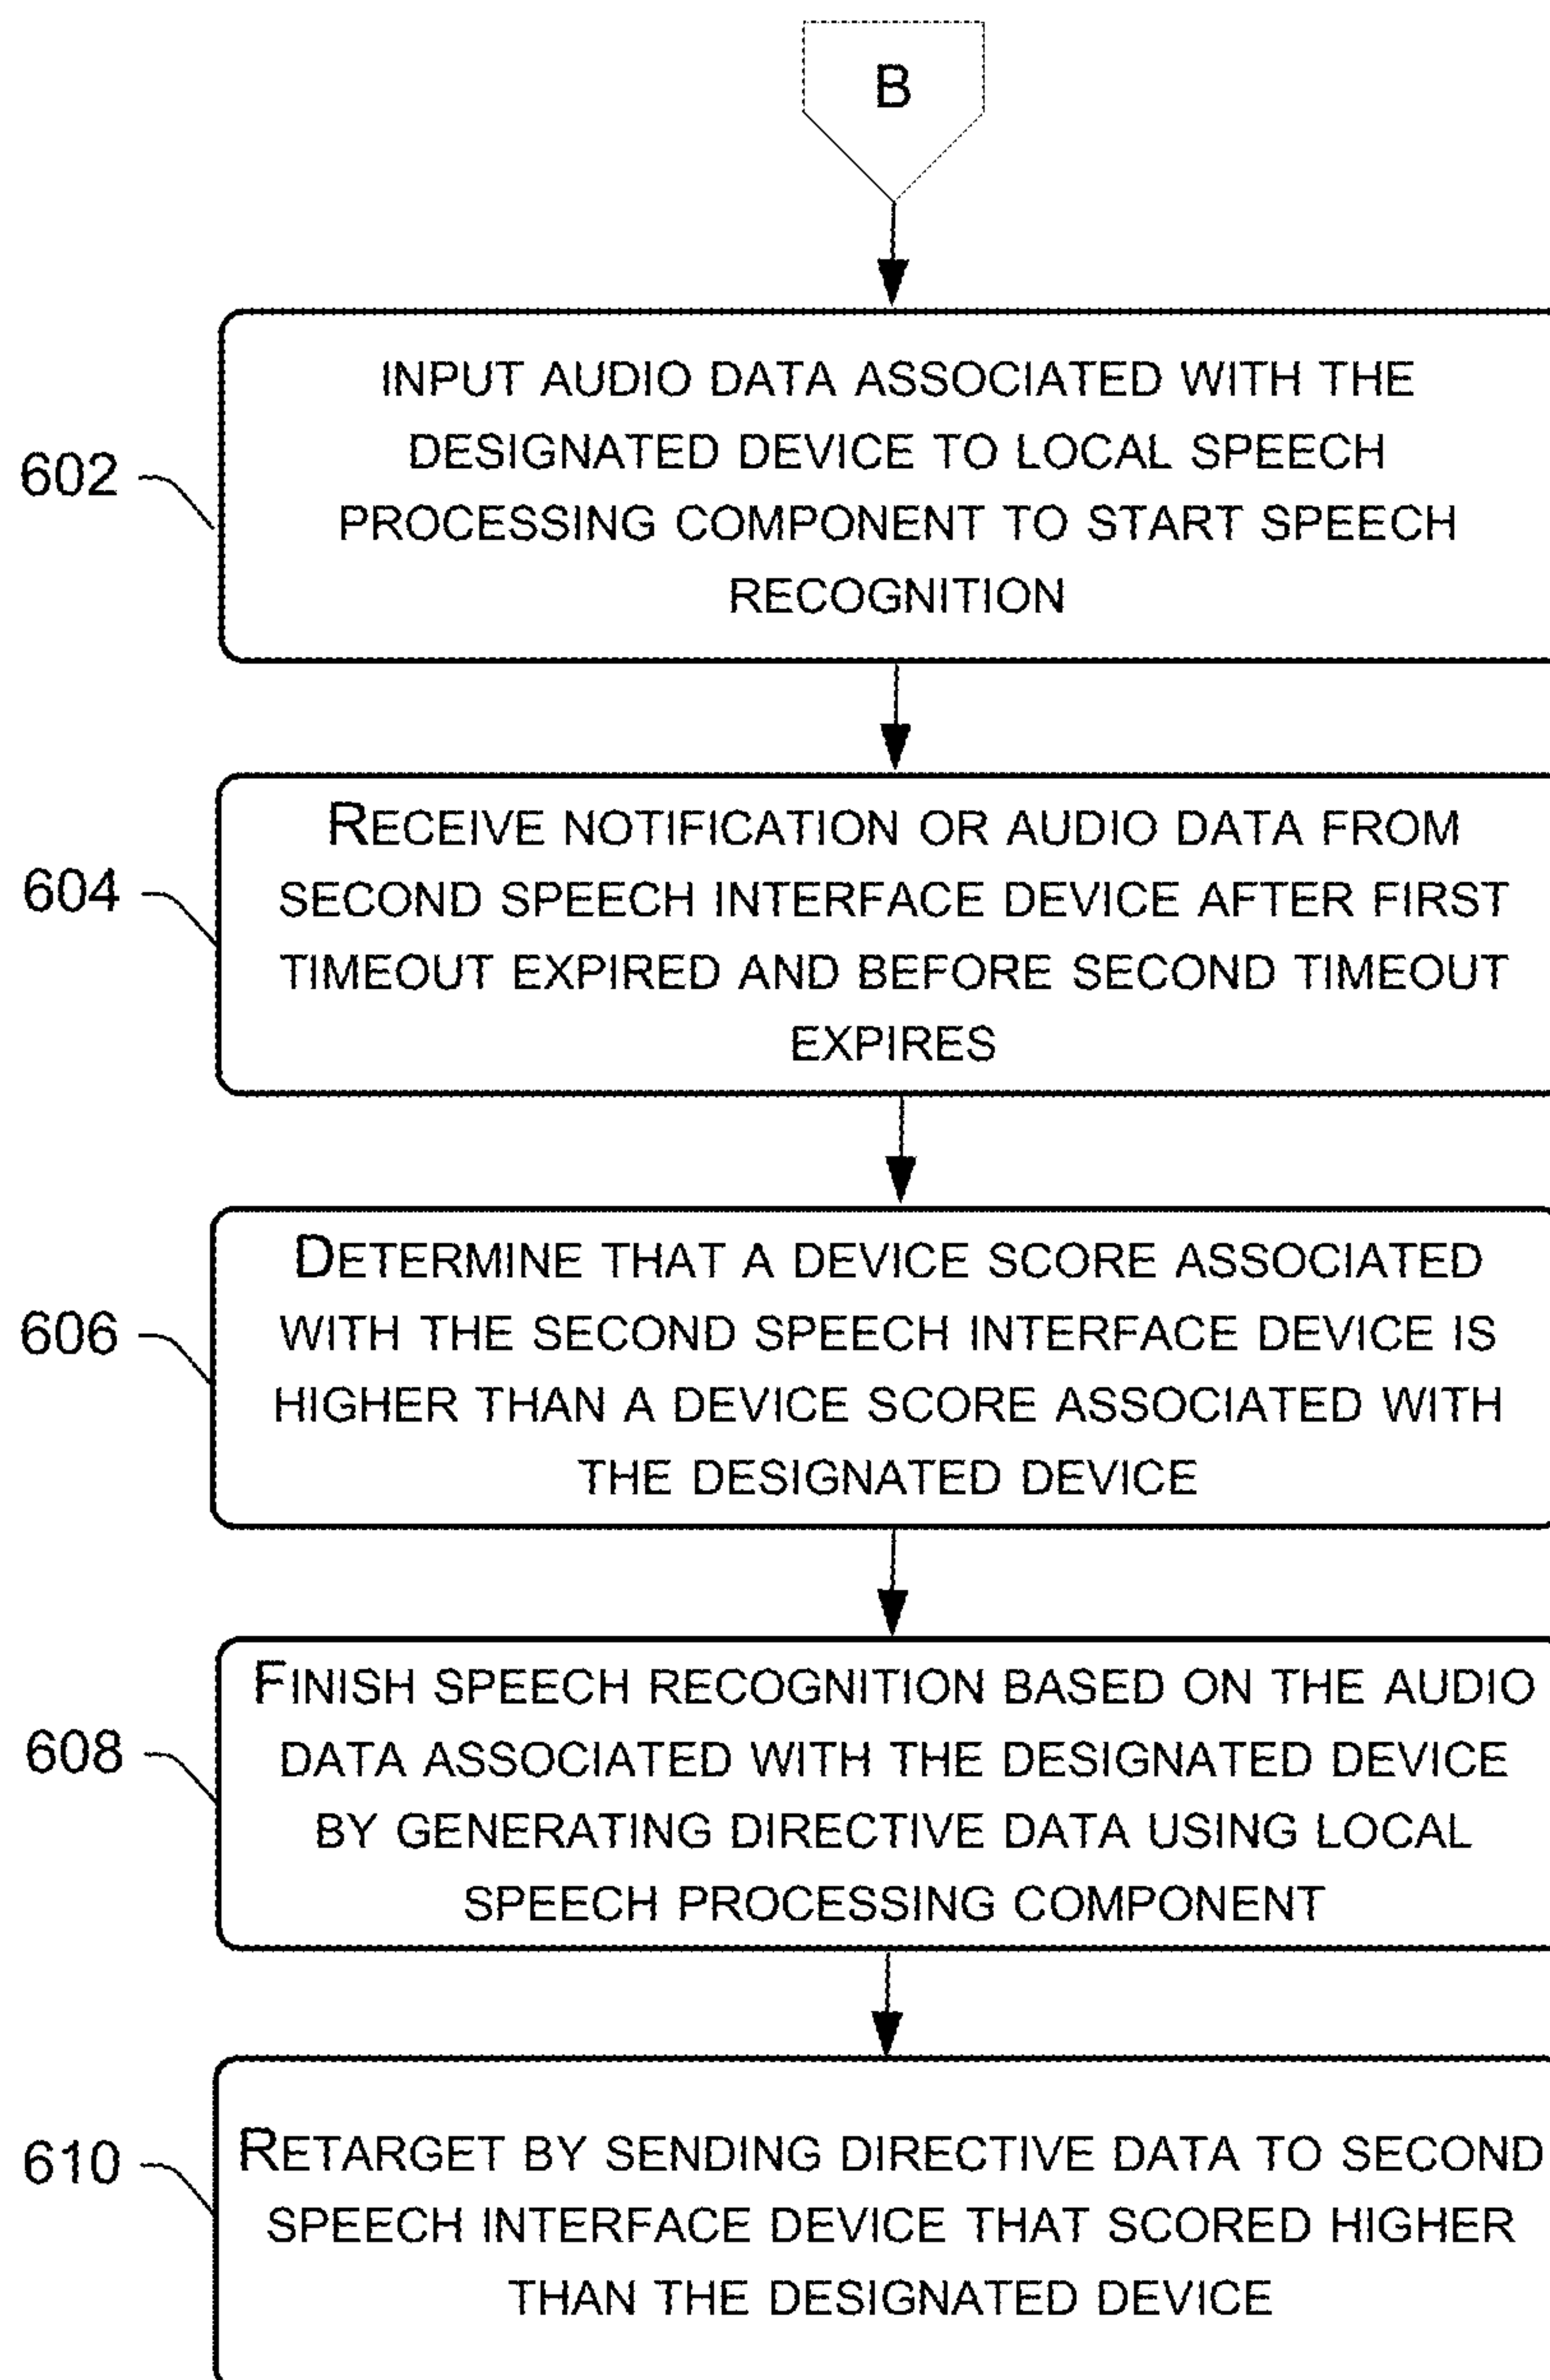 B
INPUT AUDIO DATA ASSOCIATED WITH THE
DESIGNATED DEVICE TO LOCAL SPEECH
PROCESSING COMPONENT TO START SPEECH
RECOGNITION
602
RECEIVE NOTIFICATION OR AUDIO DATA FROM
SECOND SPEECH INTERFACE DEVICE AFTER FIRST
TIMEOUT EXPIRED AND BEFORE SECOND TIMEOUT
EXPIRES
604
DETERMINE THAT A DEVICE SCORE ASSOCIATED
WITH THE SECOND SPEECH INTERFACE DEVICE IS
HIGHER THAN A DEVICE SCORE ASSOCIATED WITH
THE DESIGNATED DEVICE
606
FINISH SPEECH RECOGNITION BASED ON THE AUDIO
DATA ASSOCIATED WITH THE DESIGNATED DEVICE
BY GENERATING DIRECTIVE DATA USING LOCAL
SPEECH PROCESSING COMPONENT
608
RETARGET BY SENDING DIRECTIVE DATA TO SECOND
SPEECH INTERFACE DEVICE THAT SCORED HIGHER
THAN THE DESIGNATED DEVICE
610